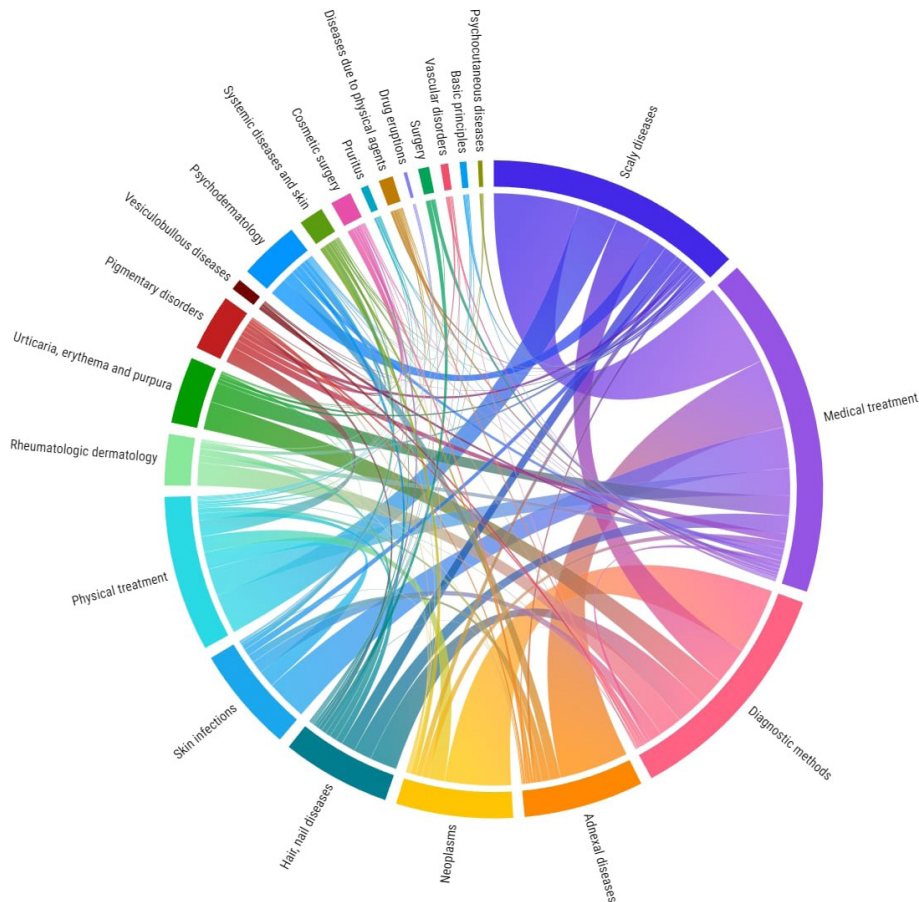 Scaly diseases
Medical treatment
Diagnostic methods
Adnexal diseases
Neoplasms
Hair, nail diseases
Skin infections
Physical treatment
Rheumatologic dermatology
Urticaria, erythema and purpura
Pigmentary disorders
Vesiculobullous diseases
Psychodermatology
Systemic diseases and skin
Cosmetic surgery
Pruritus
Diseases due to physical agents
Drug eruptions
Surgery
Vascular disorders
Basic principles
Psychocutaneous diseases